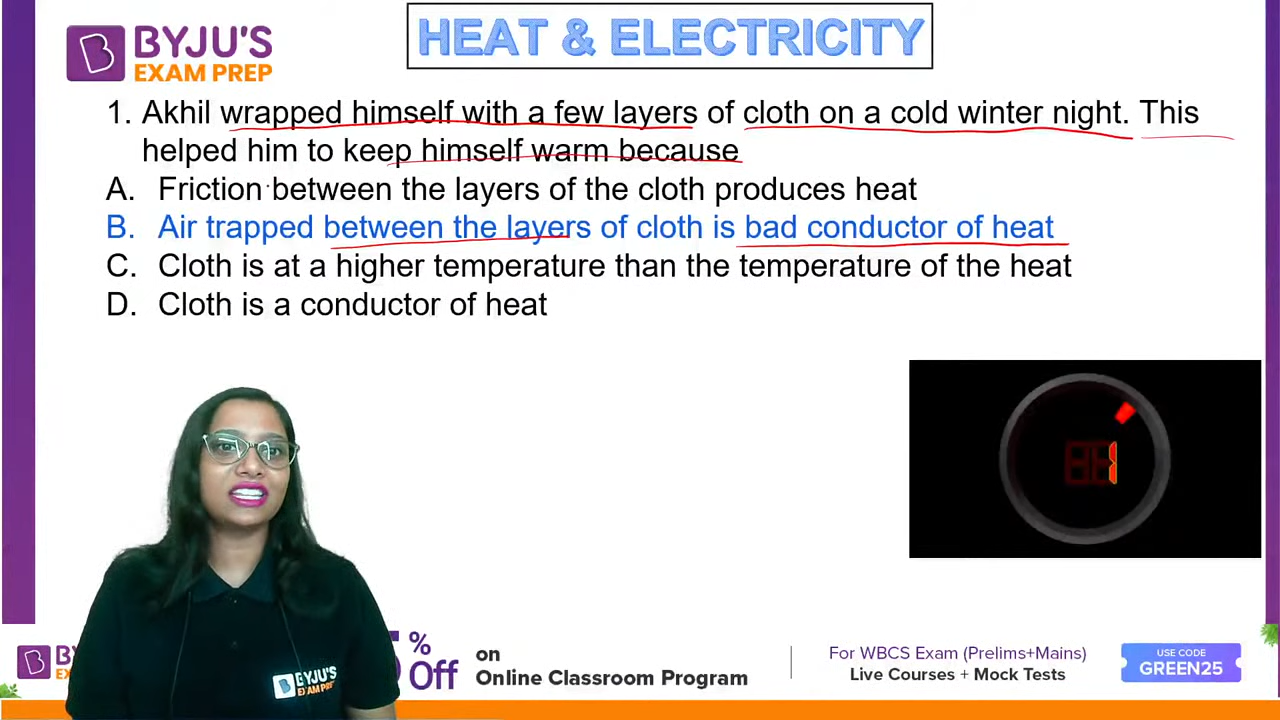 BYJU'S
EXAM PREP
HEAT & ELECTRICITY
1. Akhil wrapped himself with a few layers of cloth on a cold winter night. This
helped him to keep himself warm because
A. Friction between the layers of the cloth produces heat
B. Air trapped between the layers of cloth is bad conductor of heat
C. Cloth is at a higher temperature than the temperature of the heat
D. Cloth is a conductor of heat
1
BYJU'S
EXAM PREP
%
Off
on
Online Classroom Program
For WBCS Exam (Prelims+Mains)
Live Courses + Mock Tests
USE CODE
GREEN25